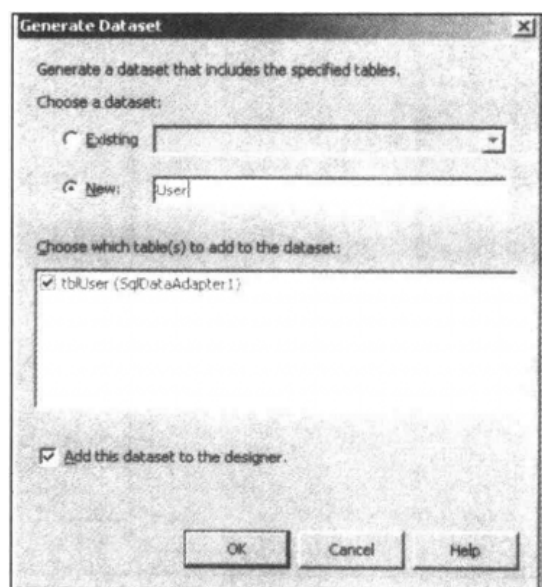 Generate Dataset
Generate a dataset that includes the specified tables.
Choose a dataset:
Existing
New:
User
Choose which table(s) to add to the dataset:
tblUser (SqlDataAdapter1)
Add this dataset to the designer.
OK Cancel Help